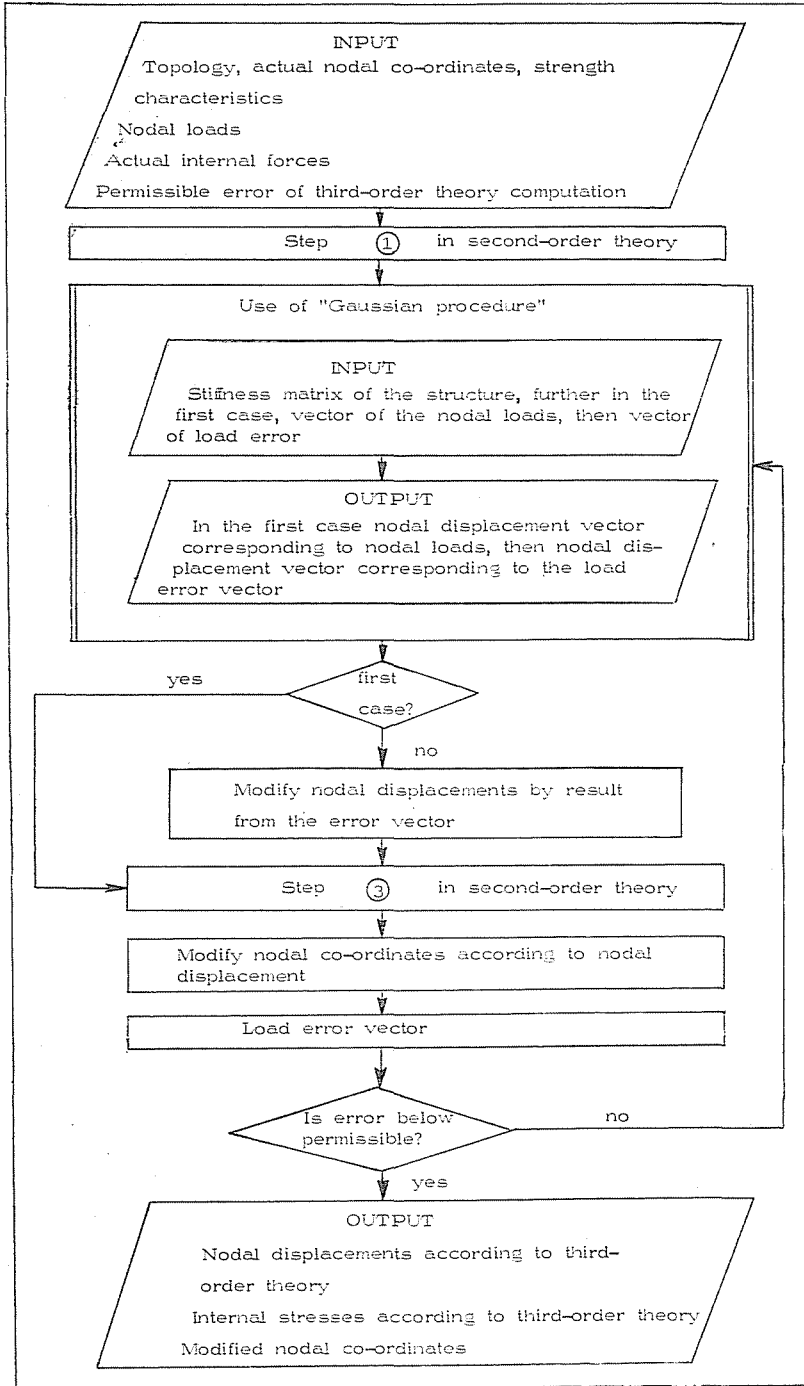 INPUT
Topology, actual nodal co-ordinates, strength
characteristics
Nodal loads
Actual internal forces
Permissible error of third-order theory computation
Step ① in second-order theory
Use of "Gaussian procedure"
INPUT
Stiffness matrix of the structure, further in the
first case, vector of the nodal loads, then vector
of load error
OUTPUT
In the first case nodal displacement vector
corresponding to nodal loads, then nodal dis-
placement vector corresponding to the load
error vector
yes
first
case?
no
Modify nodal displacements by result
from the error vector
Step ③ in second-order theory
Modify nodal co-ordinates according to nodal
displacement
Load error vector
Is error below
permissible?
no
yes
OUTPUT
Nodal displacements according to third-
order theory
Internal stresses according to third-order theory
Modified nodal co-ordinates